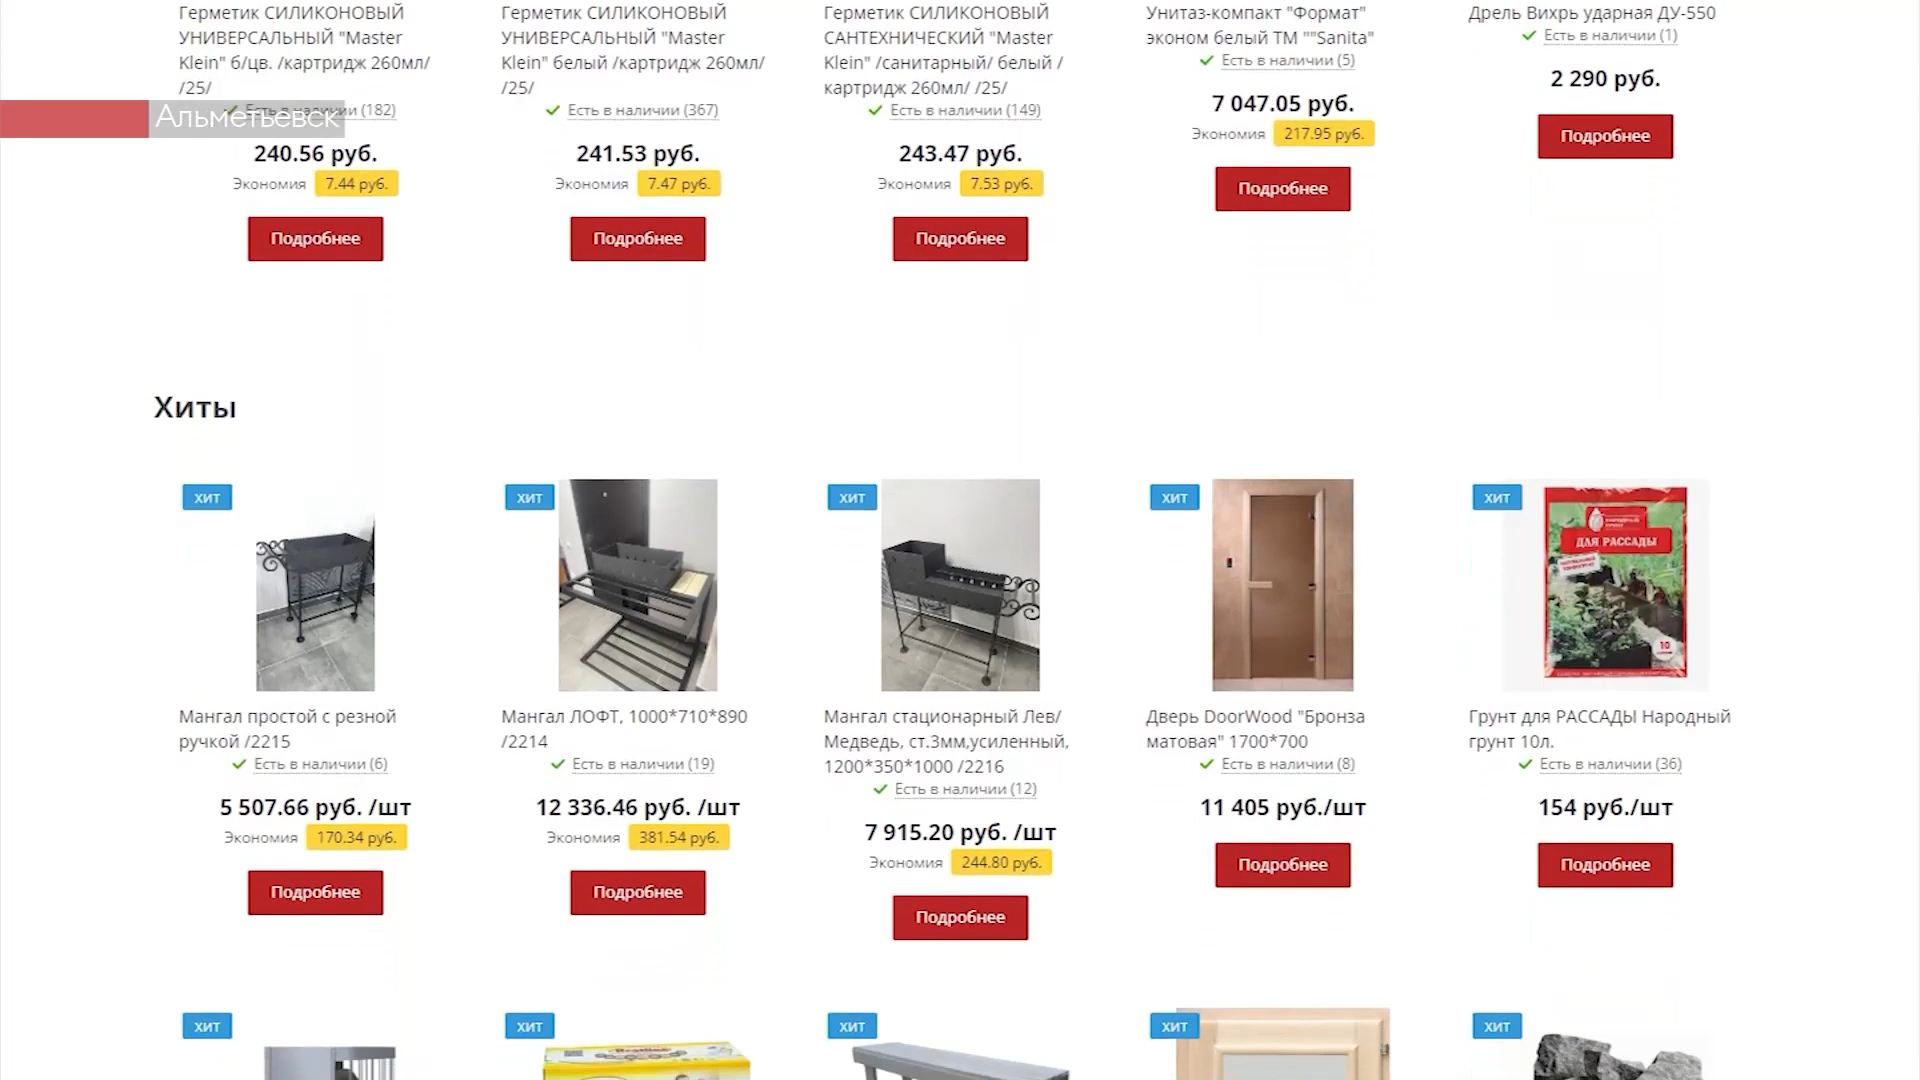 Герметик СИЛИКОНОВЫЙ
УНИВЕРСАЛЬНЫЙ "Master
Klein" б/цв. /картридж 260мл/
/25/
Есть в наличии (182)
240.56 руб.
Экономия 7.44 руб.
Подробнее
Герметик СИЛИКОНОВЫЙ
УНИВЕРСАЛЬНЫЙ "Master
Klein" белый /картридж 260мл/
/25/
Есть в наличии (367)
241.53 руб.
Экономия 7.47 руб.
Подробнее
Герметик СИЛИКОНОВЫЙ
САНТЕХНИЧЕСКИЙ "Master
Klein" /санитарный/ белый /
картридж 260мл/ /25/
Есть в наличии (149)
243.47 руб.
Экономия 7.53 руб.
Подробнее
Унитаз-компакт "Формат"
эконом белый ТМ ""Sanita"
Есть в наличии (5)
7 047.05 руб.
Экономия 217.95 руб.
Подробнее
Дрель Вихрь ударная ДУ-550
Есть в наличии (1)
2 290 руб.
Подробнее
Альметьевск
Хиты
ХИТ
Мангал простой с резной
ручкой /2215
Есть в наличии (6)
5 507.66 руб. /шт
Экономия 170.34 руб.
Подробнее
ХИТ
Мангал ЛОФТ, 1000*710*890
/2214
Есть в наличии (19)
12 336.46 руб. /шт
Экономия 381.54 руб.
Подробнее
ХИТ
Мангал стационарный Лев/
Медведь, ст.3мм,усиленный,
1200*350*1000 /2216
Есть в наличии (12)
7 915.20 руб. /шт
Экономия 244.80 руб.
Подробнее
ХИТ
Дверь DoorWood "Бронза
матовая" 1700*700
Есть в наличии (8)
11 405 руб./шт
Подробнее
ХИТ
ДЛЯ РАССАДЫ
10
Грунт для РАССАДЫ Народный
грунт 10л.
Есть в наличии (36)
154 руб./шт
Подробнее
ХИТ
ХИТ
ХИТ
ХИТ
ХИТ